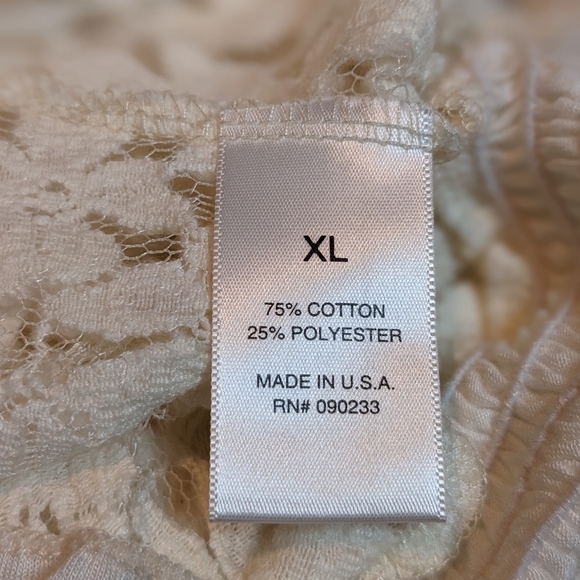 XL
75% COTTON
25% POLYESTER
MADE IN U.S.A.
RN# 090233